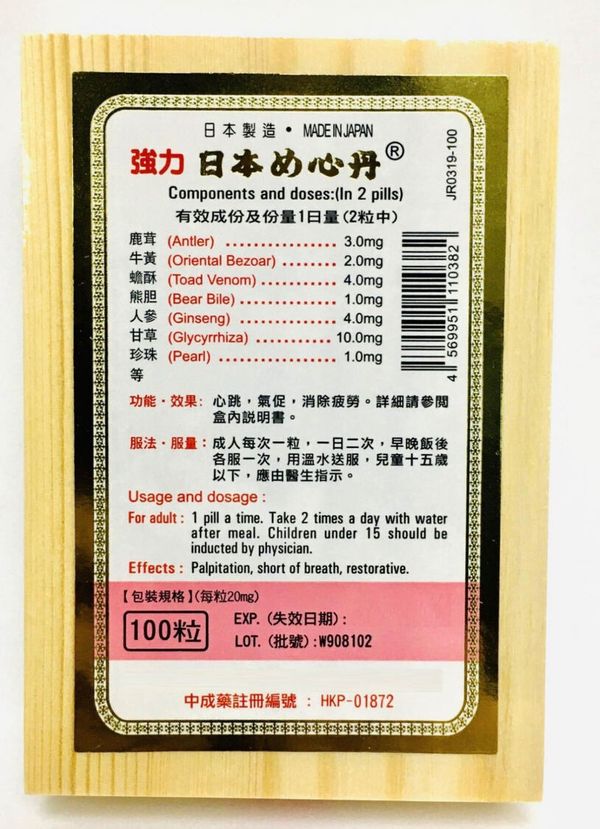 日本製造・MADE IN JAPAN
強力 日本め心丹®
Components and doses:(In 2 pills)
有效成份及份量1日量(2粒中)
鹿茸 (Antler) ........................ 3.0mg
牛黃 (Oriental Bezoar) ........ 2.0mg
蟾酥 (Toad Venom) ............. 4.0mg
熊胆 (Bear Bile) .................. 1.0mg
人參 (Ginseng) .................... 4.0mg
甘草 (Glycyrrhiza) .............. 10.0mg
珍珠 (Pearl) ......................... 1.0mg
等
JR0319-100
4 569951 110382
功能・效果: 心跳,氣促,消除疲勞。詳細請參閱
盒內說明書。
服法・服量: 成人每次一粒,一日二次,早晚飯後
各服一次,用溫水送服,兒童十五歲
以下,應由醫生指示。
Usage and dosage :
For adult : 1 pill a time. Take 2 times a day with water
after meal. Children under 15 should be
inducted by physician.
Effects : Palpitation, short of breath, restorative.
【包裝規格】(每粒20mg)
100粒
EXP. (失效日期) :
LOT. (批號) :W908102
中成藥註冊編號 : HKP-01872